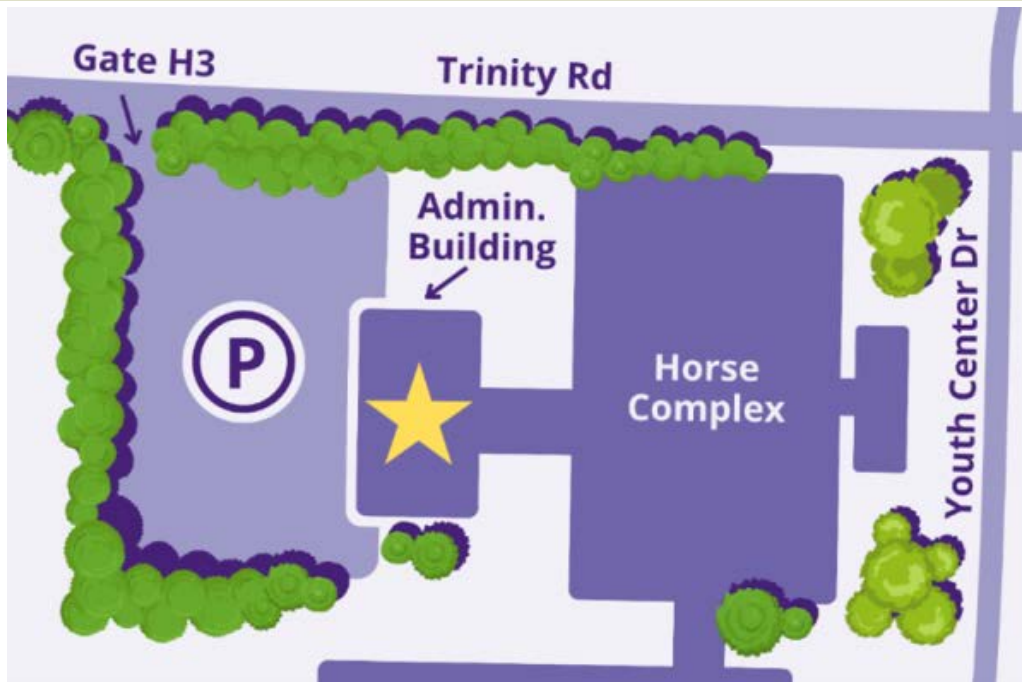 Gate H3
Trinity Rd
Admin.
Building
P
Horse
Complex
Youth Center Dr